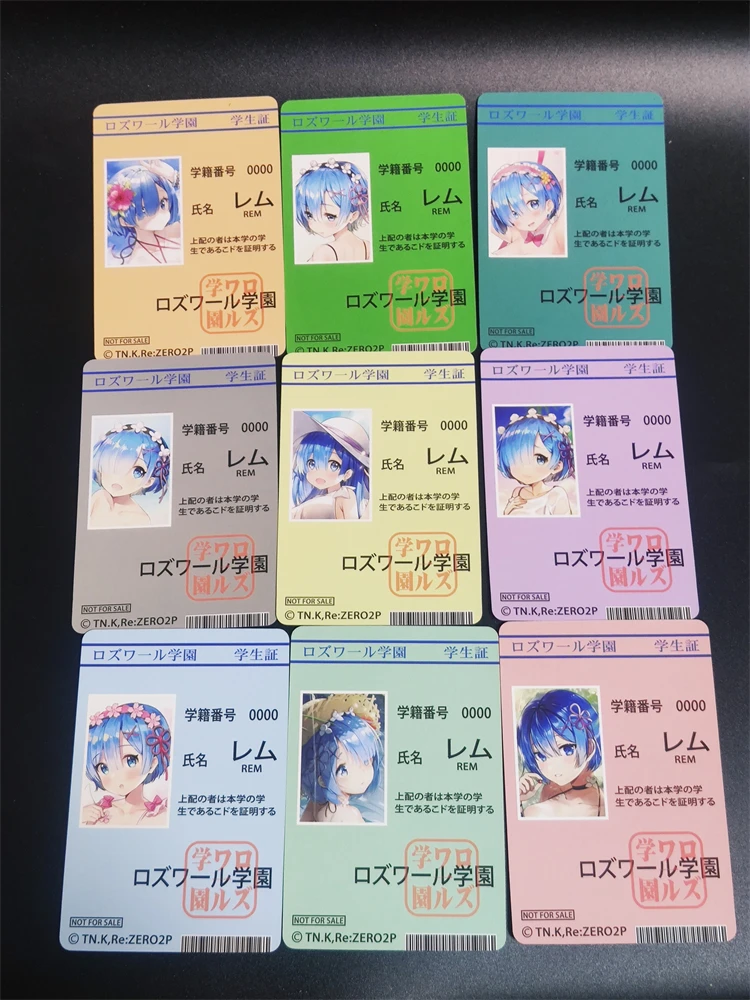 ロズワール学園 学生証
学籍番号 0000
氏名 レム
REM
上配の者は本学の学
生であるこドを証明する
ロズワール学園
ロズ
ワル
学園
NOT FOR SALE
© TN.K,Re:ZERO2P
ロズワール学園 学生証
学籍番号 0000
氏名 レム
REM
上配の者は本学の学
生であるこドを証明する
ロズワール学園
ロズ
ワル
学園
NOT FOR SALE
© TN.K,Re:ZERO2P
ロズワール学園 学生証
学籍番号 0000
氏名 レム
REM
上配の者は本学の学
生であるこドを証明する
ロズワール学園
ロズ
ワル
学園
NOT FOR SALE
© TN.K,Re:ZERO2P
ロズワール学園 学生証
学籍番号 0000
氏名 レム
REM
上配の者は本学の学
生であるこドを証明する
ロズワール学園
ロズ
ワル
学園
NOT FOR SALE
© TN.K,Re:ZERO2P
ロズワール学園 学生証
学籍番号 0000
氏名 レム
REM
上配の者は本学の学
生であるこドを証明する
ロズワール学園
ロズ
ワル
学園
NOT FOR SALE
© TN.K,Re:ZERO2P
ロズワール学園 学生証
学籍番号 0000
氏名 レム
REM
上配の者は本学の学
生であるこドを証明する
ロズワール学園
ロズ
ワル
学園
NOT FOR SALE
© TN.K,Re:ZERO2P
ロズワール学園 学生証
学籍番号 0000
氏名 レム
REM
上配の者は本学の学
生であるこドを証明する
ロズワール学園
ロズ
ワル
学園
NOT FOR SALE
© TN.K,Re:ZERO2P
ロズワール学園 学生証
学籍番号 0000
氏名 レム
REM
上配の者は本学の学
生であるこドを証明する
ロズワール学園
ロズ
ワル
学園
NOT FOR SALE
© TN.K,Re:ZERO2P
ロズワール学園 学生証
学籍番号 0000
氏名 レム
REM
上配の者は本学の学
生であるこドを証明する
ロズワール学園
ロズ
ワル
学園
NOT FOR SALE
© TN.K,Re:ZERO2P